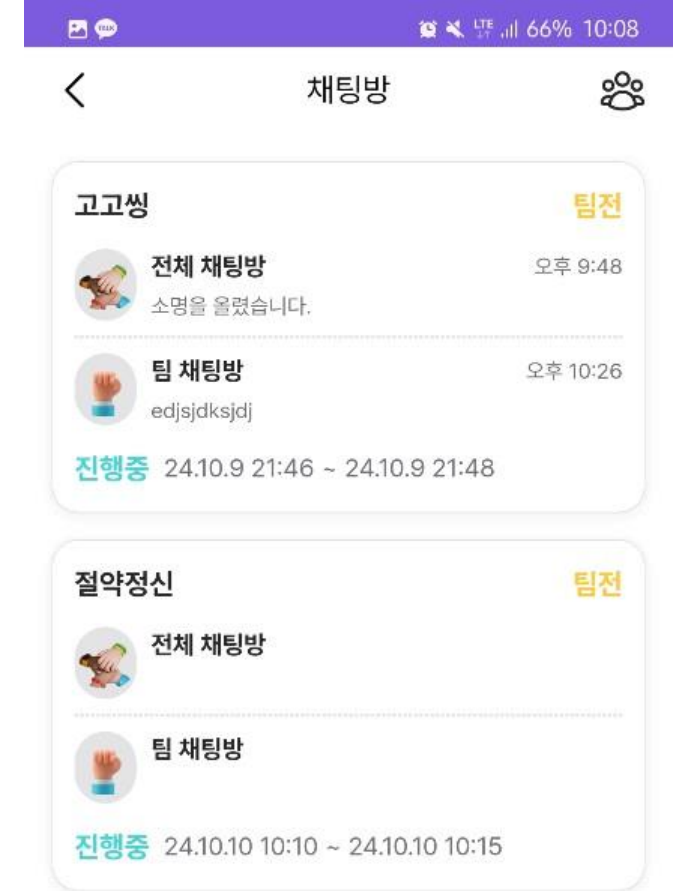 TALK LTE 66% 10:08
채팅방
고고씽 팀전
전체 채팅방 오후 9:48
소명을 올렸습니다.
팀 채팅방 오후 10:26
edjsjdksjdj
진행중 24.10.9 21:46 ~ 24.10.9 21:48
절약정신 팀전
전체 채팅방
팀 채팅방
진행중 24.10.10 10:10 ~ 24.10.10 10:15